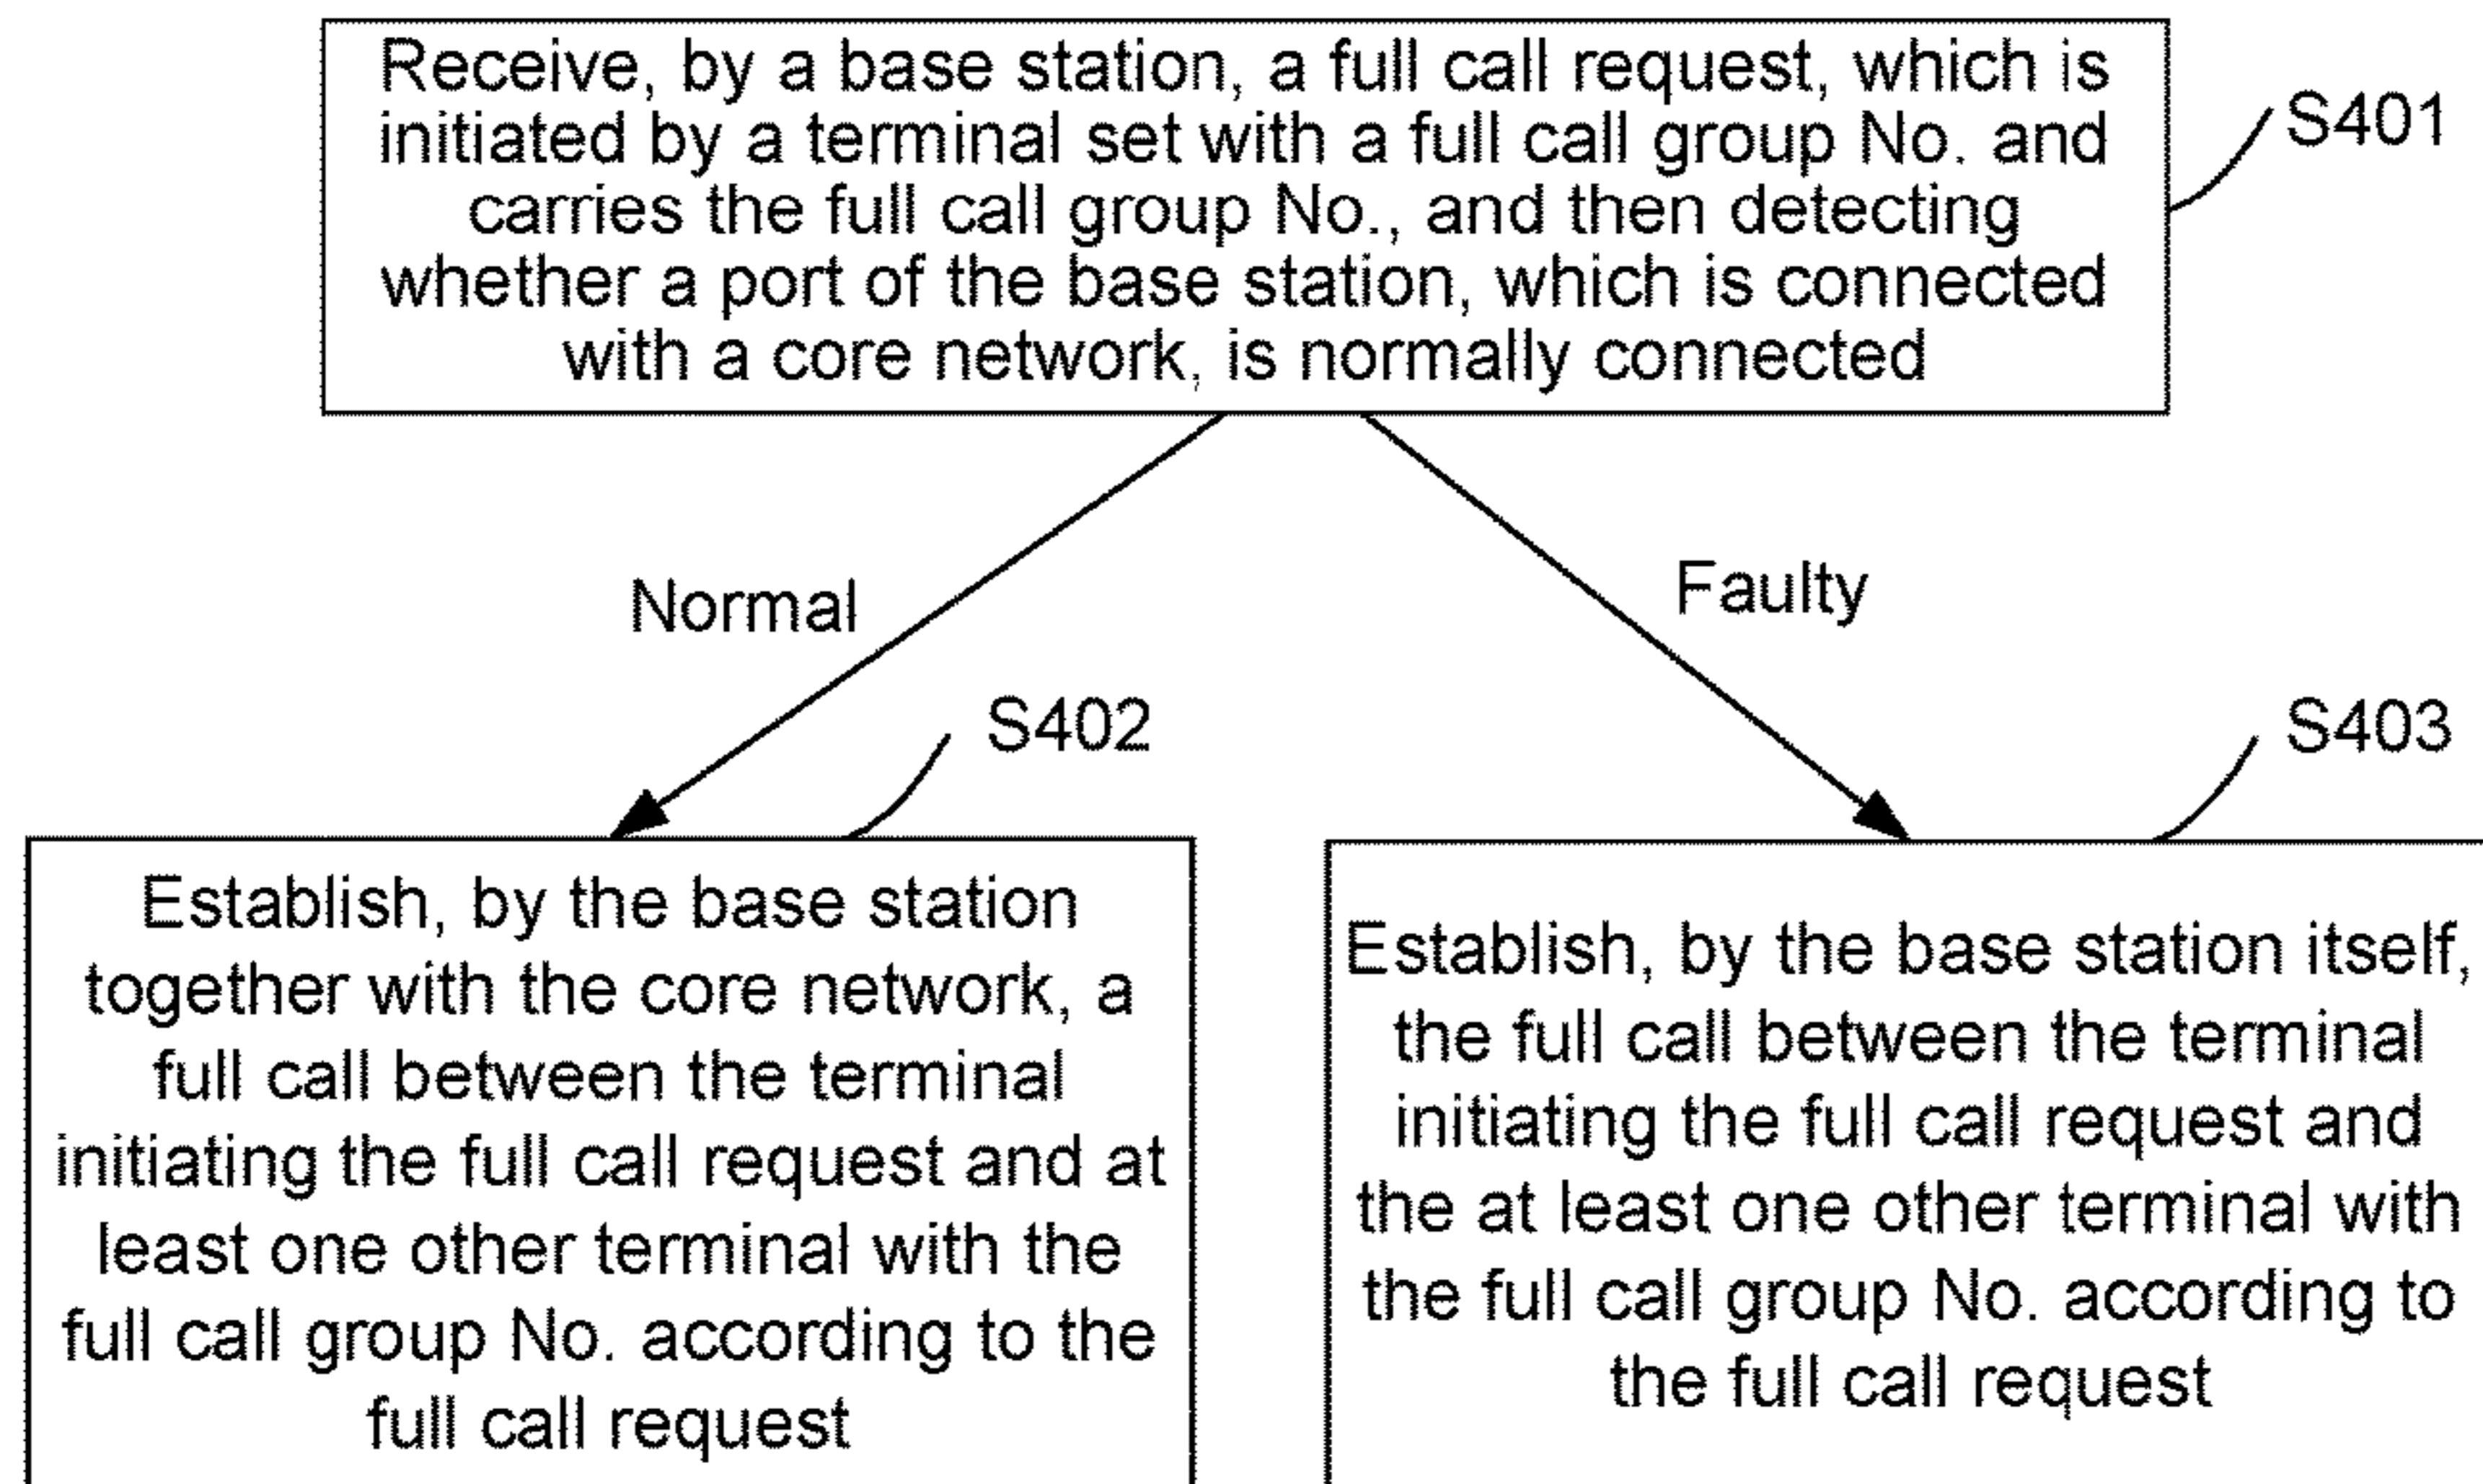 Receive, by a base station, a full call request, which is
initiated by a terminal set with a full call group No. and
carries the full call group No., and then detecting
whether a port of the base station, which is connected
with a core network, is normally connected
S401
Normal
Faulty
S402
S403
Establish, by the base station
together with the core network, a
full call between the terminal
initiating the full call request and at
least one other terminal with the
full call group No. according to the
full call request
Establish, by the base station itself,
the full call between the terminal
initiating the full call request and
the at least one other terminal with
the full call group No. according to
the full call request